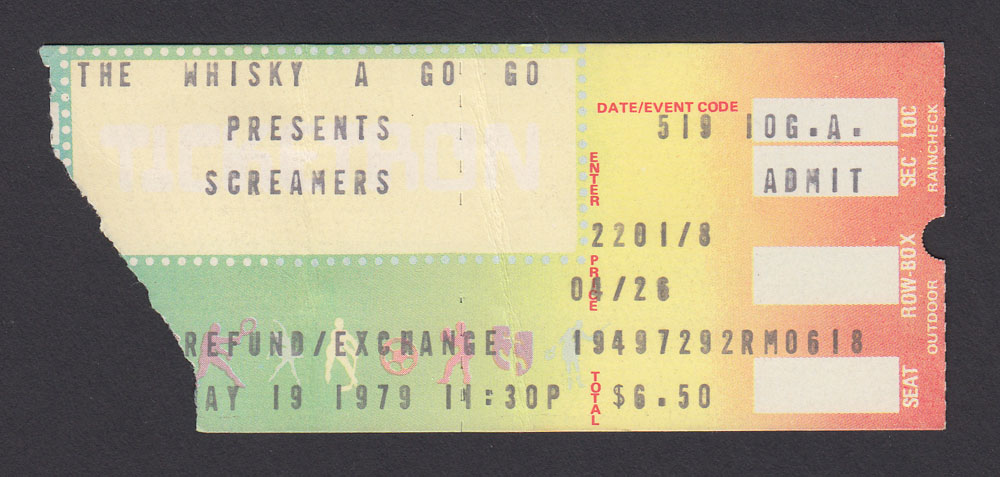 THE WHISKY A GO GO
PRESENTS
TICKETRON
SCREAMERS
REFUND/EXCHANGE
AY 19 1979 11:30P
DATE/EVENT CODE
519 10G.A.
ENTER
ADMIT
2201/8
PRICE
04/26
19497292RM0618
TOTAL
$6.50
LOC
SEC
ROW-BOX
SEAT
RAINCHECK
OUTDOOR